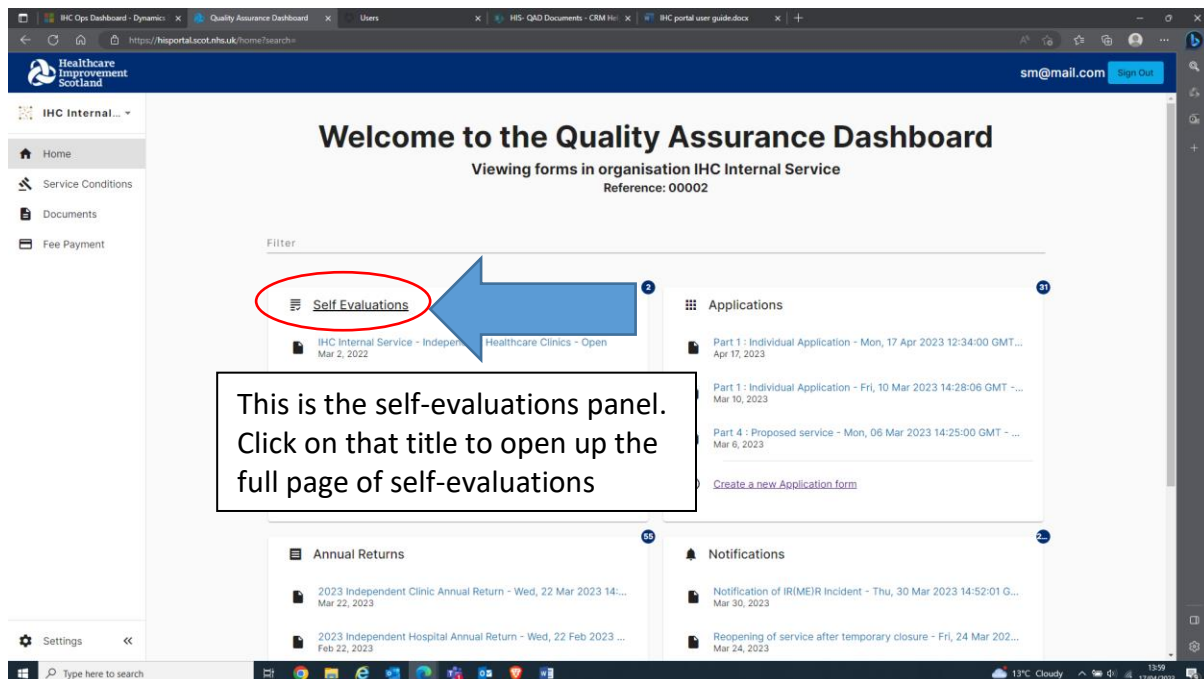 IHC Ops Dashboard - Dynamics
Quality Assurance Dashboard
Users
HIS- QAD Documents - CRM Hel
IHC portal user guide.docx
https://hisportal.scot.nhs.uk/home?search=
Healthcare
Improvement
Scotland
sm@mail.com
Sign Out
IHC Internal...
Home
Service Conditions
Documents
Fee Payment
Settings
Welcome to the Quality Assurance Dashboard
Viewing forms in organisation IHC Internal Service
Reference: 00002
Filter
2
Self Evaluations
IHC Internal Service - Independent Healthcare Clinics - Open
Mar 2, 2022
This is the self-evaluations panel.
Click on that title to open up the
full page of self-evaluations
31
Applications
Part 1 : Individual Application - Mon, 17 Apr 2023 12:34:00 GMT...
Apr 17, 2023
Part 1 : Individual Application - Fri, 10 Mar 2023 14:28:06 GMT -...
Mar 10, 2023
Part 4 : Proposed service - Mon, 06 Mar 2023 14:25:00 GMT - ...
Mar 6, 2023
Create a new Application form
55
Annual Returns
2023 Independent Clinic Annual Return - Wed, 22 Mar 2023 14:...
Mar 22, 2023
2023 Independent Hospital Annual Return - Wed, 22 Feb 2023 ...
Feb 22, 2023
2...
Notifications
Notification of IR(ME)R Incident - Thu, 30 Mar 2023 14:52:01 G...
Mar 30, 2023
Reopening of service after temporary closure - Fri, 24 Mar 202...
Mar 24, 2023
Type here to search
13°C Cloudy
13:59
17/04/2023